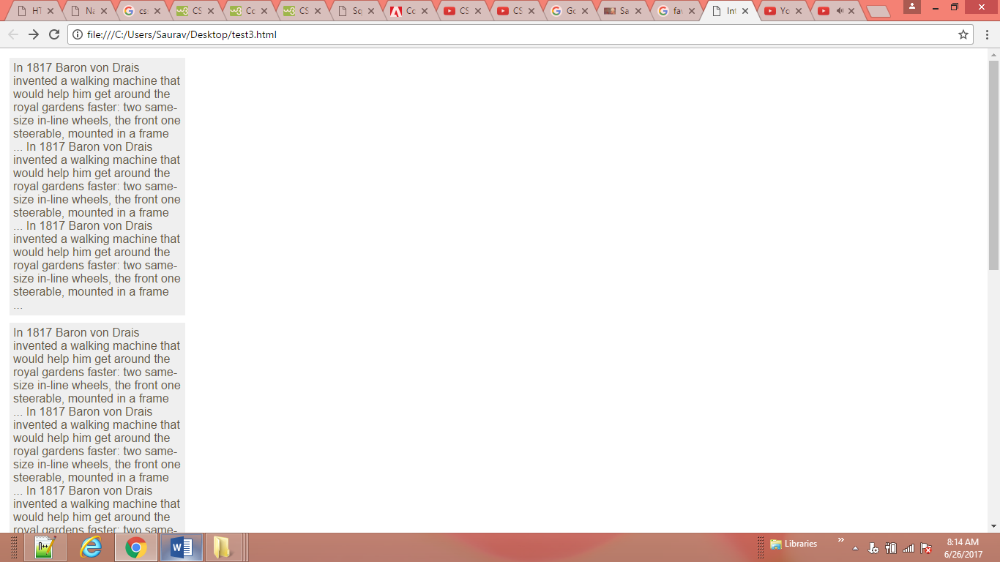 HT
Na
cs
CS
Co
CS
Sq
Co
CS
CS
Go
Sa
fav
Int
Yo
file:///C:/Users/Saurav/Desktop/test3.html
In 1817 Baron von Drais
invented a walking machine that
would help him get around the
royal gardens faster: two same-
size in-line wheels, the front one
steerable, mounted in a frame
... In 1817 Baron von Drais
invented a walking machine that
would help him get around the
royal gardens faster: two same-
size in-line wheels, the front one
steerable, mounted in a frame
... In 1817 Baron von Drais
invented a walking machine that
would help him get around the
royal gardens faster: two same-
size in-line wheels, the front one
steerable, mounted in a frame
...
In 1817 Baron von Drais
invented a walking machine that
would help him get around the
royal gardens faster: two same-
size in-line wheels, the front one
steerable, mounted in a frame
... In 1817 Baron von Drais
invented a walking machine that
would help him get around the
royal gardens faster: two same-
size in-line wheels, the front one
steerable, mounted in a frame
... In 1817 Baron von Drais
invented a walking machine that
would help him get around the
royal gardens faster: two same-
Libraries
8:14 AM
6/26/2017